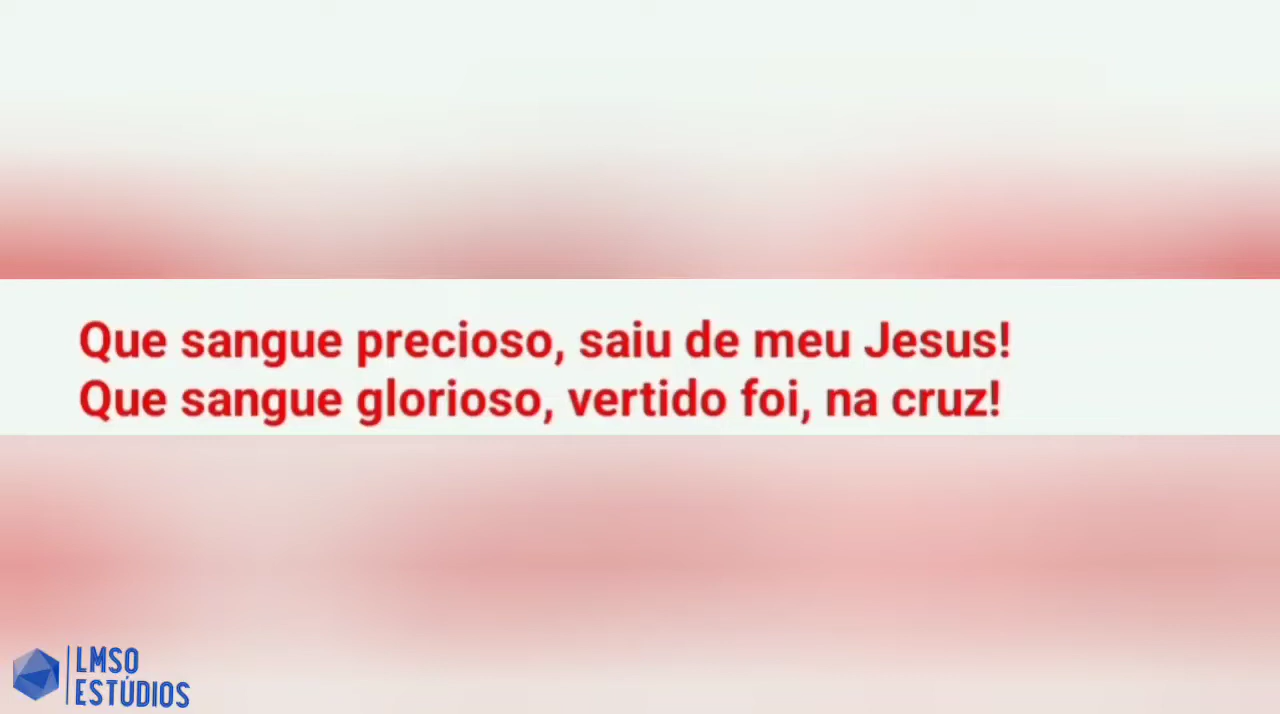 Que sangue precioso, saiu de meu Jesus!
Que sangue glorioso, vertido foi, na cruz!
LMSO
ESTÚDIOS